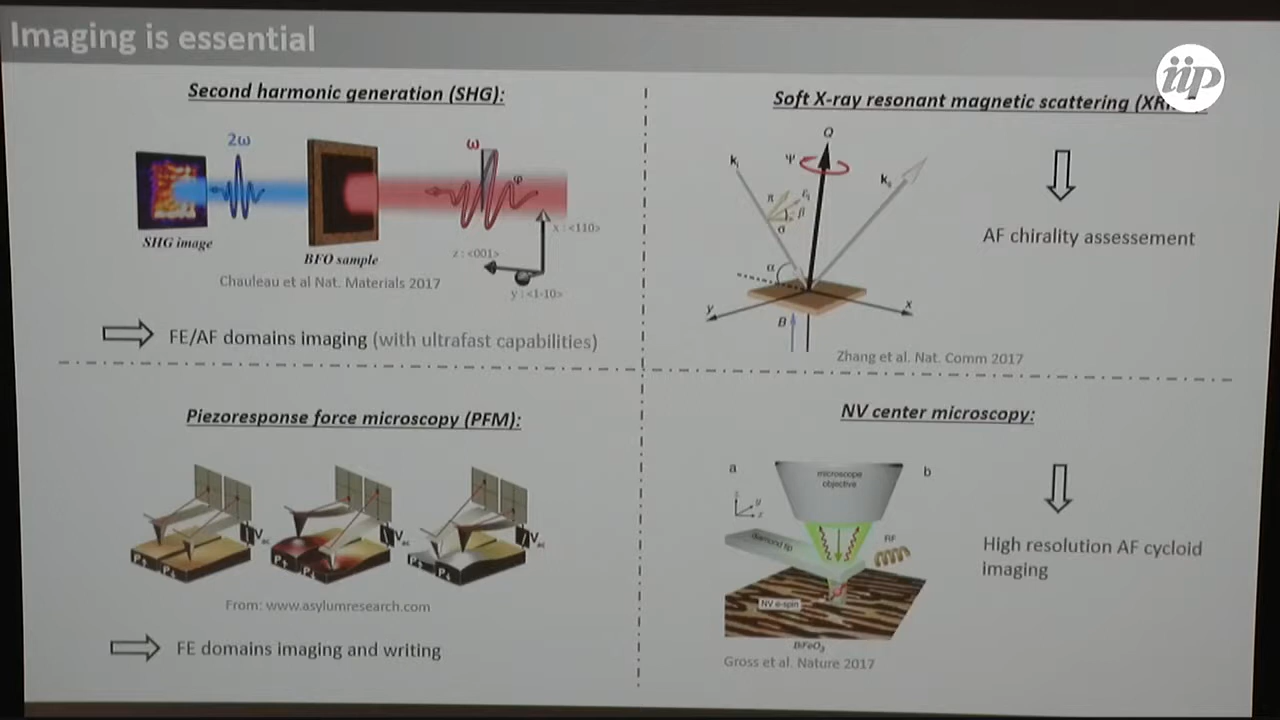 Imaging is essential
iip
Second harmonic generation (SHG):
2ω
ω
φ
x : <110>
z : <001>
y : <1-10>
SHG image
BFO sample
Chauleau et al Nat. Materials 2017
FE/AF domains imaging (with ultrafast capabilities)
Soft X-ray resonant magnetic scattering
Q
Ψ
π
β
σ
α
y
x
B
AF chirality assessement
Zhang et al. Nat. Comm 2017
Piezoresponse force microscopy (PFM):
From: www.asylumresearch.com
FE domains imaging and writing
NV center microscopy:
a
b
microscope
objective
diamond tip
RF
NV e-spin
BiFeO₃
High resolution AF cycloid
imaging
Gross et al. Nature 2017